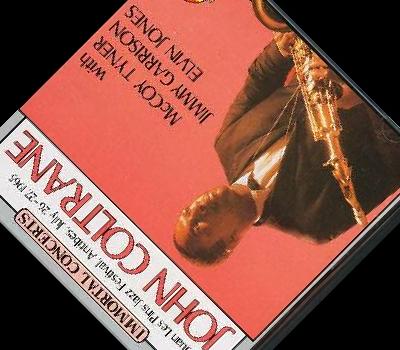 IMMORTAL CONCERTS
Juan Les Pins Jazz Festival, Antibes, July 26-27, 1965
JOHN COLTRANE
with
McCOY TYNER
JIMMY GARRISON
ELVIN JONES